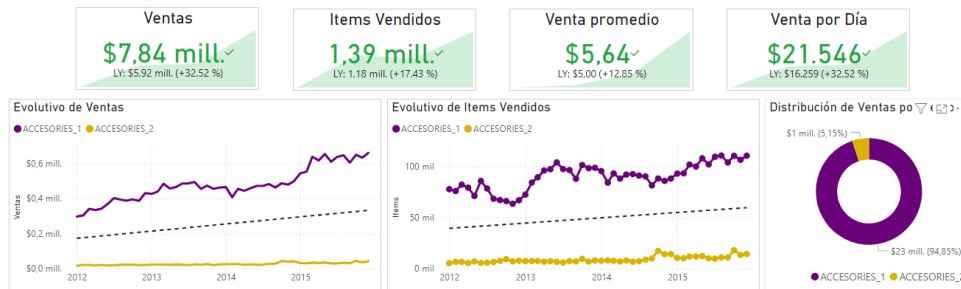 Ventas
$7,84 mill.
LY: $5.92 mill. (+32.52 %)
Items Vendidos
1,39 mill.
LY: 1,18 mill. (+17.43 %)
Venta promedio
$5,64
LY: $5.00 (+12.85 %)
Venta por Día
$21.546
LY: $16.259 (+32.52 %)
Evolutivo de Ventas
ACCESORIES_1 ACCESORIES_2
Ventas
$0,6 mill.
$0,4 mill.
$0,2 mill.
$0,0 mill.
2012 2013 2014 2015
Evolutivo de Items Vendidos
ACCESORIES_1 ACCESORIES_2
Items
100 mil
50 mil
0 mil
2012 2013 2014 2015
Distribución de Ventas po
$1 mill. (5,15%)
$23 mill. (94,85%)
ACCESORIES_1 ACCESORIES_2